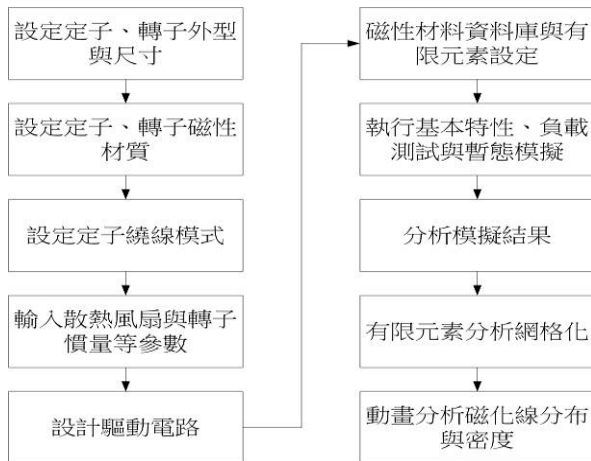 設定定子、轉子外型
與尺寸
設定定子、轉子磁性
材質
設定定子繞線模式
輸入散熱風扇與轉子
慣量等參數
設計驅動電路
磁性材料資料庫與有
限元素設定
執行基本特性、負載
測試與暫態模擬
分析模擬結果
有限元素分析網格化
動畫分析磁化線分布
與密度